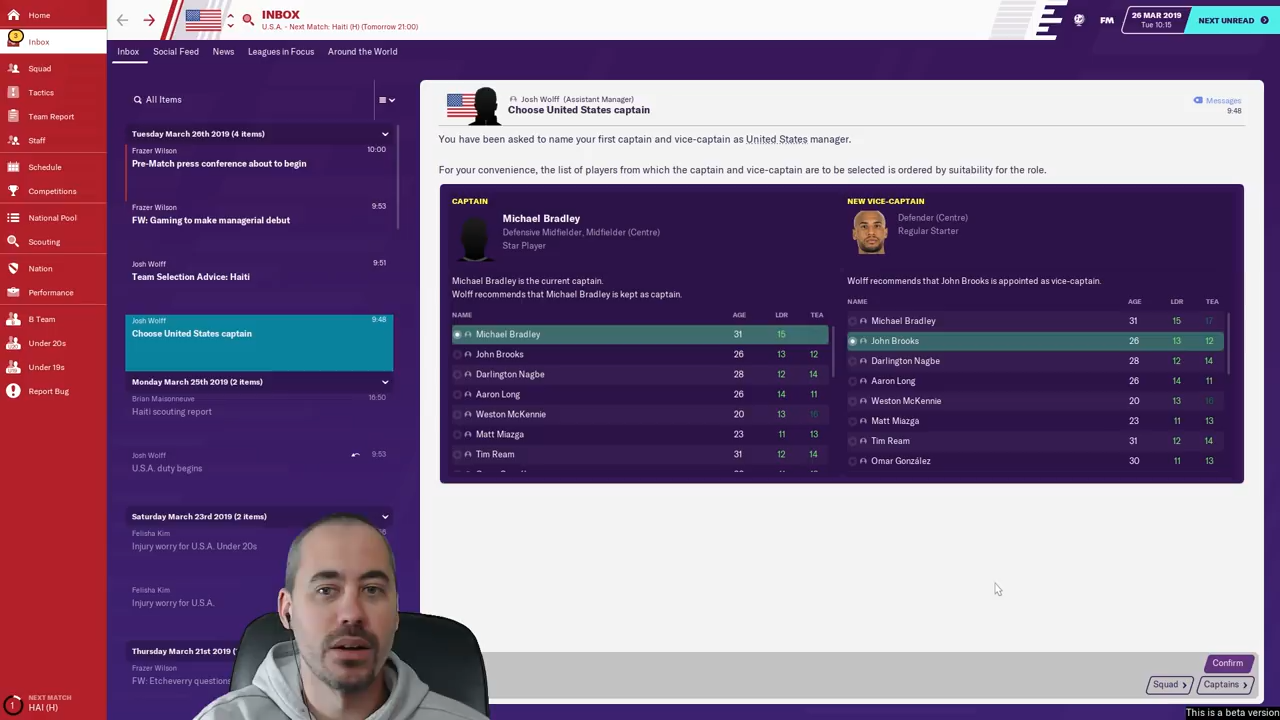 Home
3
Inbox
Squad
Tactics
Team Report
Staff
Schedule
Competitions
National Pool
Scouting
Nation
Performance
B Team
Under 20s
Under 19s
Report Bug
1
NEXT MATCH
HAI (H)
INBOX
U.S.A. - Next Match: Haiti (H) (Tomorrow 21:00)
FM
26 MAR 2019
Tue 10:15
NEXT UNREAD
Inbox
Social Feed
News
Leagues in Focus
Around the World
All Items
Tuesday March 26th 2019 (4 items)
Frazer Wilson 10:00
Pre-Match press conference about to begin
Frazer Wilson 9:53
FW: Gaming to make managerial debut
Josh Wolff 9:51
Team Selection Advice: Haiti
Josh Wolff 9:48
Choose United States captain
Monday March 25th 2019 (2 items)
Brian Maisonneuve 16:50
Haiti scouting report
Josh Wolff 9:53
U.S.A. duty begins
Saturday March 23rd 2019 (2 items)
Felisha Kim
Injury worry for U.S.A. Under 20s
Felisha Kim
Injury worry for U.S.A.
Thursday March 21st 2019
Frazer Wilson
FW: Etcheverry questions
Josh Wolff (Assistant Manager)
Choose United States captain
Messages
9:48
You have been asked to name your first captain and vice-captain as United States manager.
For your convenience, the list of players from which the captain and vice-captain are to be selected is ordered by suitability for the role.
CAPTAIN
Michael Bradley
Defensive Midfielder, Midfielder (Centre)
Star Player
Michael Bradley is the current captain.
Wolff recommends that Michael Bradley is kept as captain.
NAME AGE LDR TEA
Michael Bradley 31 15
John Brooks 26 13 12
Darlington Nagbe 28 12 14
Aaron Long 26 14 11
Weston McKennie 20 13 16
Matt Miazga 23 11 13
Tim Ream 31 12 14
NEW VICE-CAPTAIN
Defender (Centre)
Regular Starter
Wolff recommends that John Brooks is appointed as vice-captain.
NAME AGE LDR TEA
Michael Bradley 31 15 17
John Brooks 26 13 12
Darlington Nagbe 28 12 14
Aaron Long 26 14 11
Weston McKennie 20 13 16
Matt Miazga 23 11 13
Tim Ream 31 12 14
Omar González 30 11 13
Confirm
Squad
Captains
This is a beta version